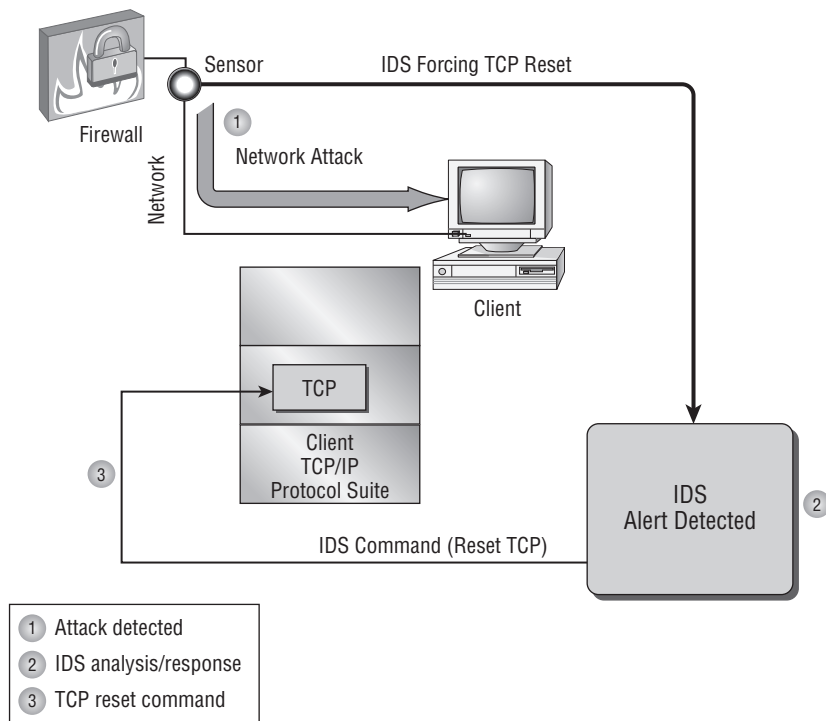 Sensor
IDS Forcing TCP Reset
Firewall
1
Network Attack
Network
Client
TCP
Client
TCP/IP
Protocol Suite
3
IDS
Alert Detected
2
IDS Command (Reset TCP)
1 Attack detected
2 IDS analysis/response
3 TCP reset command